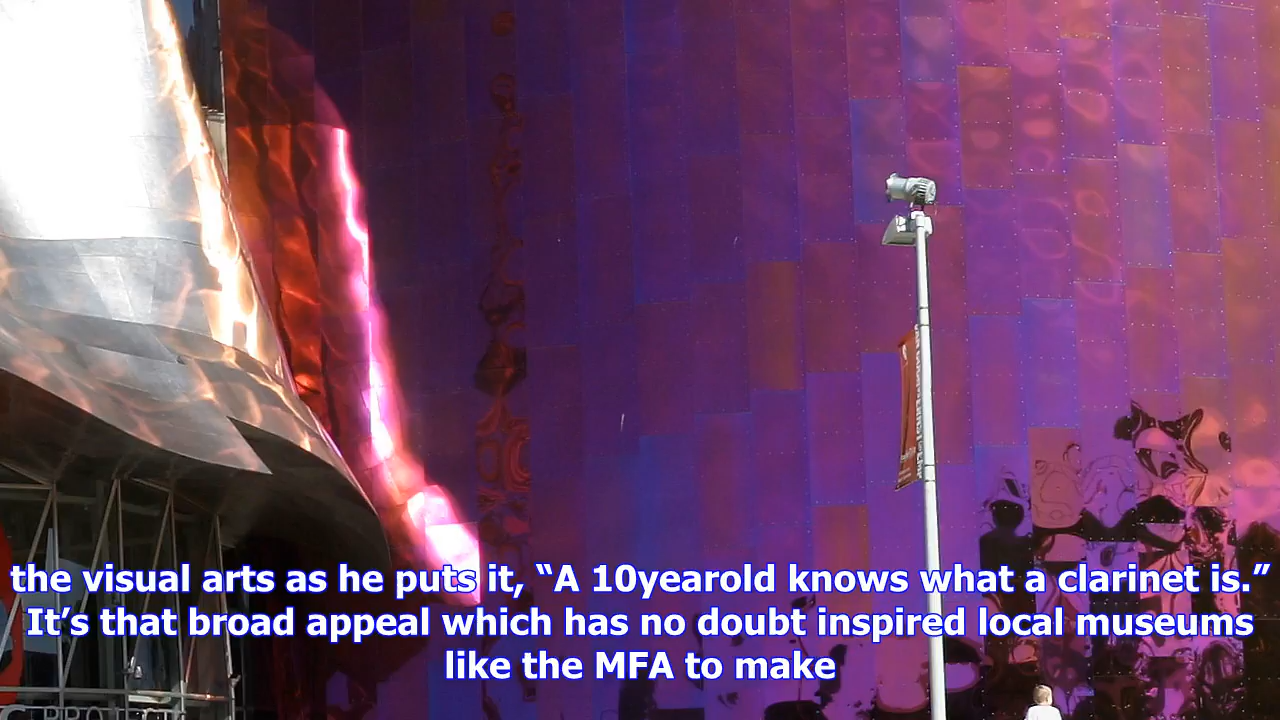 the visual arts as he puts it, “A 10yearold knows what a clarinet is.”
It’s that broad appeal which has no doubt inspired local museums
like the MFA to make
C PROJECT